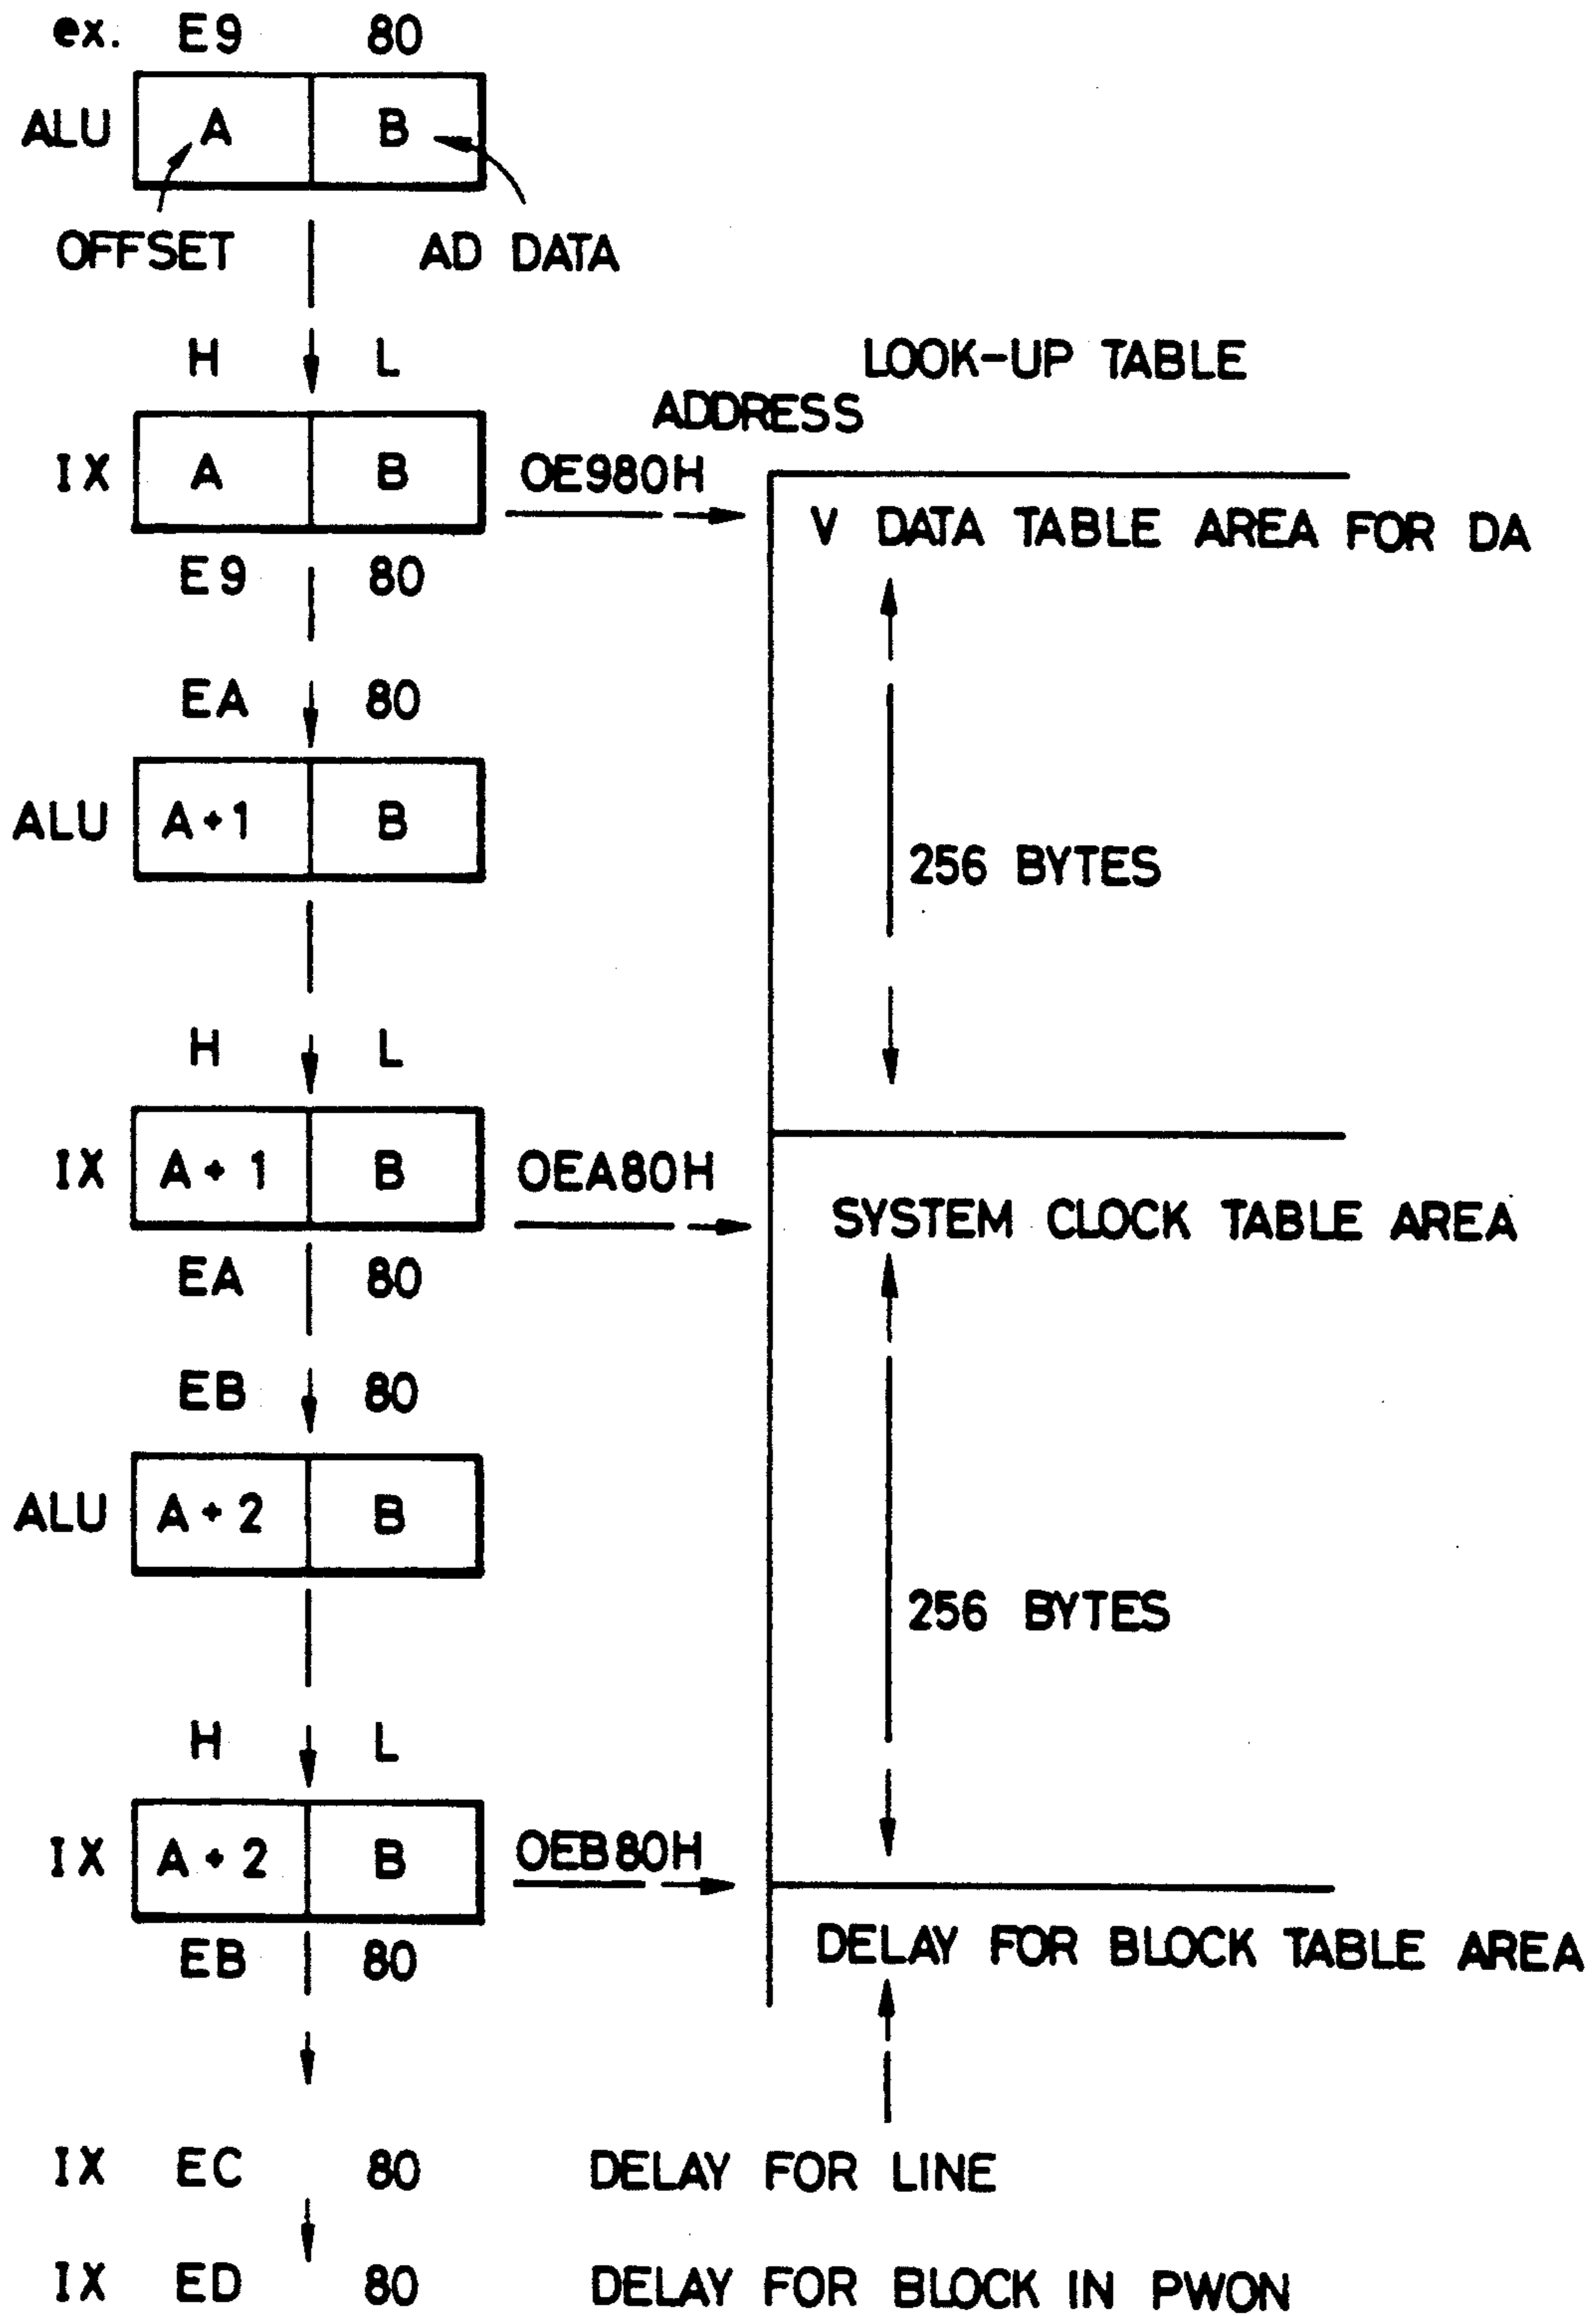 ex. E9 80
ALU A B
OFFSET AD DATA
H L
LOOK-UP TABLE
ADDRESS
IX A B OE980H
V DATA TABLE AREA FOR DA
E9 80
EA 80
ALU A+1 B
256 BYTES
H L
IX A+1 B OEA80H
SYSTEM CLOCK TABLE AREA
EA 80
EB 80
ALU A+2 B
256 BYTES
H L
IX A+2 B OEB80H
DELAY FOR BLOCK TABLE AREA
EB 80
IX EC 80 DELAY FOR LINE
IX ED 80 DELAY FOR BLOCK IN PWON